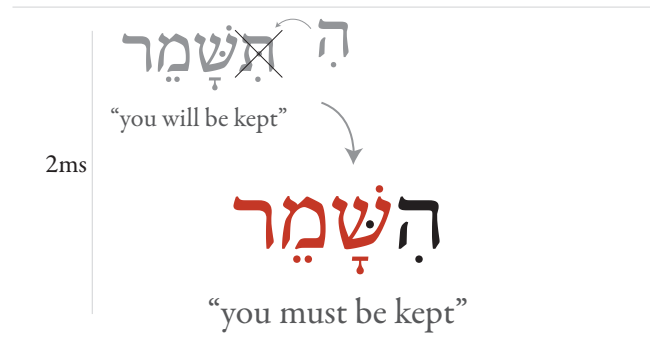 הִ תִּשָּׁמֵר
“you will be kept”
2ms
הִשָּׁמֵר
“you must be kept”